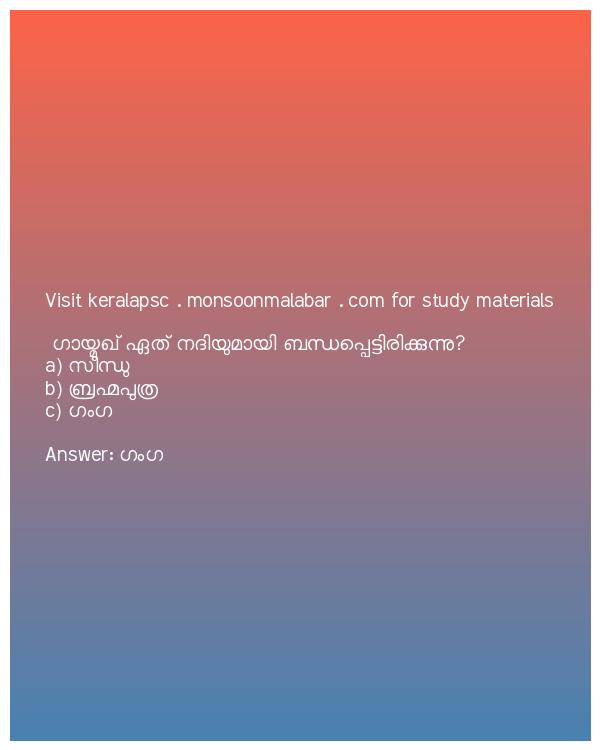 Visit keralapsc . monsoonmalabar . com for study materials
ഗായ്മുഖ് ഏത് നദിയുമായി ബന്ധപ്പെട്ടിരിക്കുന്നു?
a) സിന്ധു
b) ബ്രഹ്മപുത്ര
c) ഗംഗ
Answer: ഗംഗ